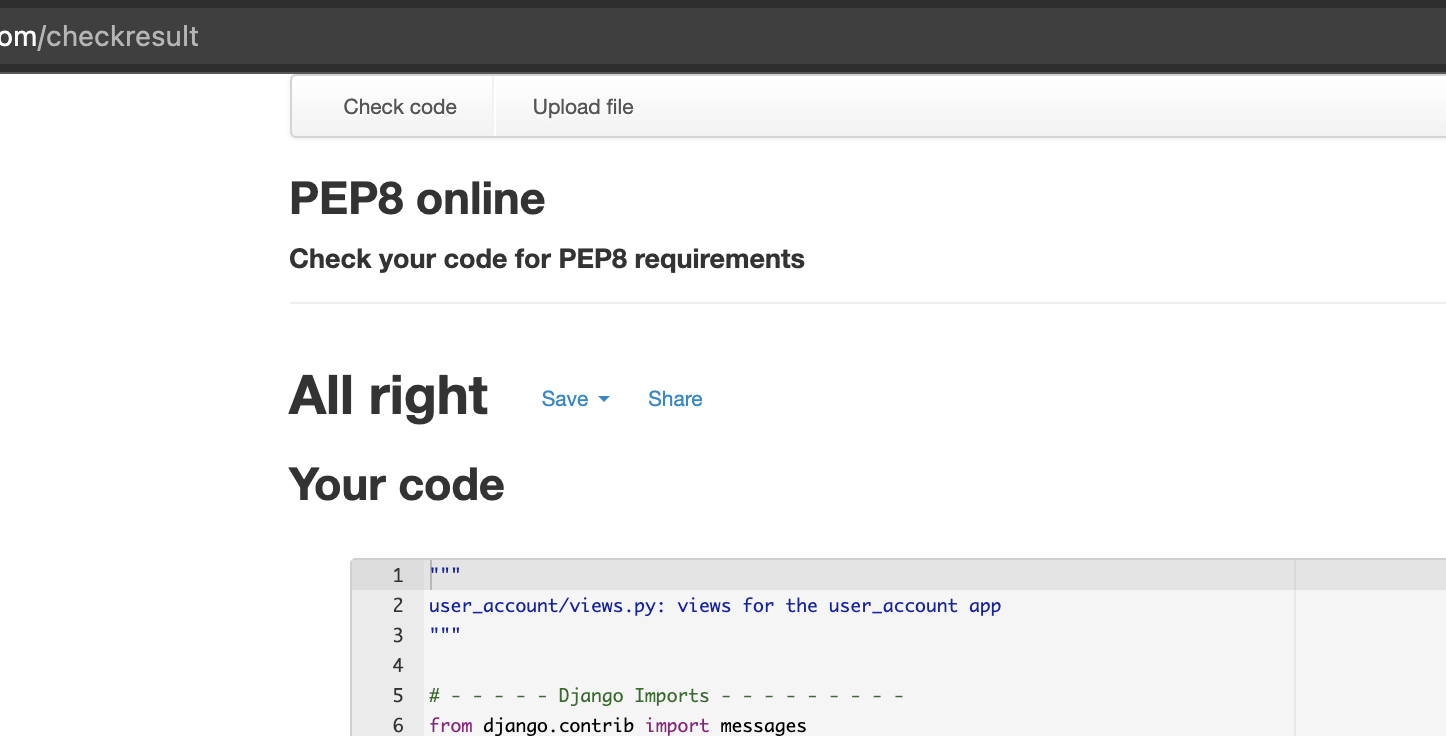 om/checkresult
Check code Upload file
PEP8 online
Check your code for PEP8 requirements
All right Save Share
Your code
1 """
2 user_account/views.py: views for the user_account app
3 """
4
5 # - - - - - Django Imports - - - - - - - - -
6 from django.contrib import messages